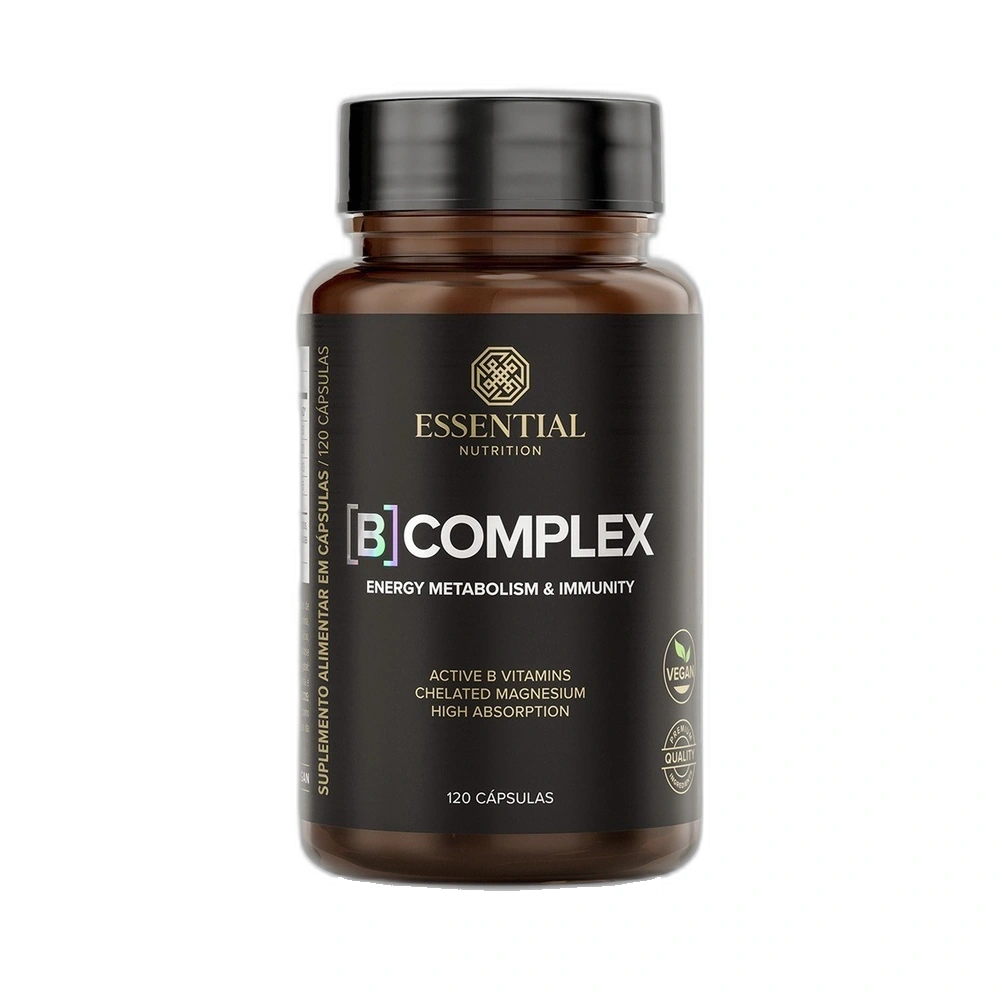 ESSENTIAL
NUTRITION
[B]COMPLEX
ENERGY METABOLISM & IMMUNITY
ACTIVE B VITAMINS
CHELATED MAGNESIUM
HIGH ABSORPTION
120 CÁPSULAS
SUPLEMENTO ALIMENTAR EM CÁPSULAS / 120 CÁPSULAS
VEGAN
PREMIUM
QUALITY